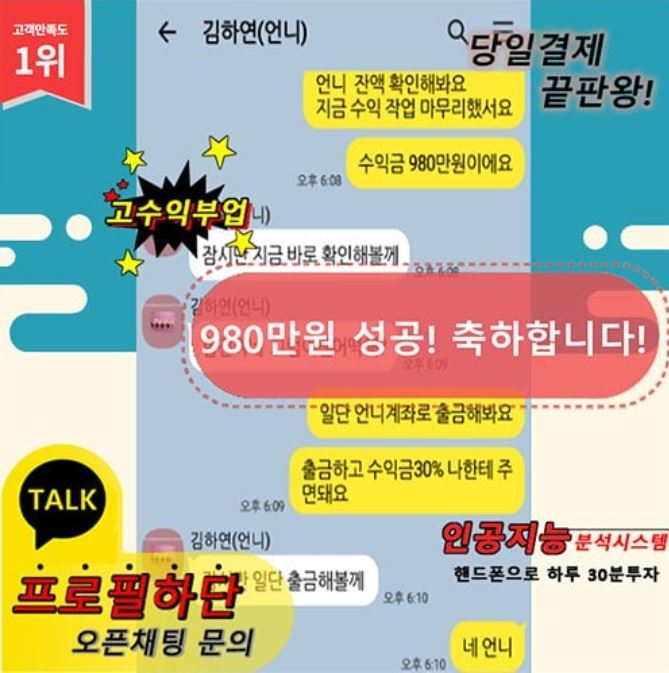 고객만족도
1위
김하연(언니)
당일결제
끝판왕!
언니 잔액 확인해봐요
지금 수익 작업 마무리했서요
수익금 980만원이에요
오후 6:08
고수익부업
니)
잠시만 지금 바로 확인해볼께
오후 6:08
김하연(언니)
980만원 성공! 축하합니다!
오후 6:09
일단 언니계좌로 출금해봐요
출금하고 수익금30% 나한테 주
면돼요
오후 6:09
TALK
인공지능 분석시스템
핸드폰으로 하루 30분투자
김하연(언니)
일단 출금해볼께
오후 6:10
프로필하단
오픈채팅 문의
네 언니
오후 6:10